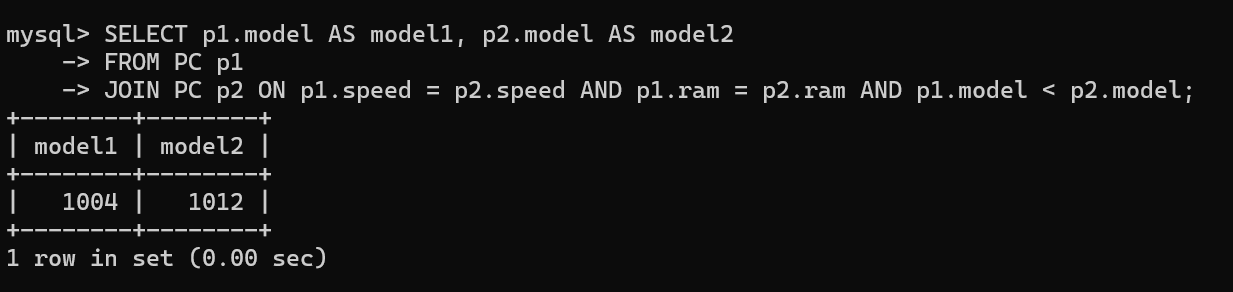 mysql> SELECT p1.model AS model1, p2.model AS model2
    -> FROM PC p1
    -> JOIN PC p2 ON p1.speed = p2.speed AND p1.ram = p2.ram AND p1.model < p2.model;
+--------+--------+
| model1 | model2 |
+--------+--------+
|   1004 |   1012 |
+--------+--------+
1 row in set (0.00 sec)